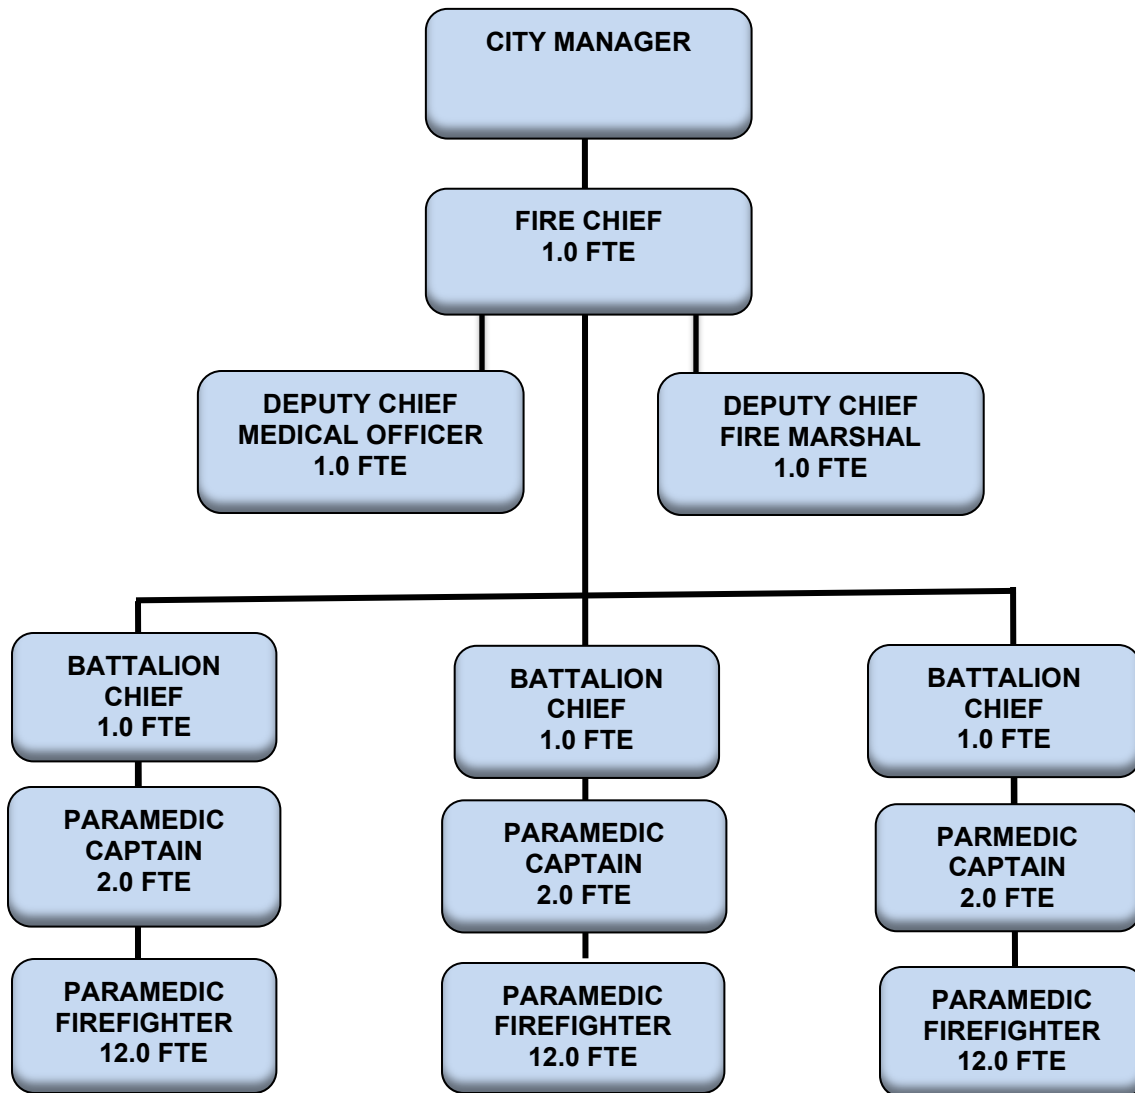 CITY MANAGER
FIRE CHIEF
1.0 FTE
DEPUTY CHIEF
MEDICAL OFFICER
1.0 FTE
DEPUTY CHIEF
FIRE MARSHAL
1.0 FTE
BATTALION
CHIEF
1.0 FTE
PARAMEDIC
CAPTAIN
2.0 FTE
PARAMEDIC
FIREFIGHTER
12.0 FTE
BATTALION
CHIEF
1.0 FTE
PARAMEDIC
CAPTAIN
2.0 FTE
PARAMEDIC
FIREFIGHTER
12.0 FTE
BATTALION
CHIEF
1.0 FTE
PARMEDIC
CAPTAIN
2.0 FTE
PARAMEDIC
FIREFIGHTER
12.0 FTE